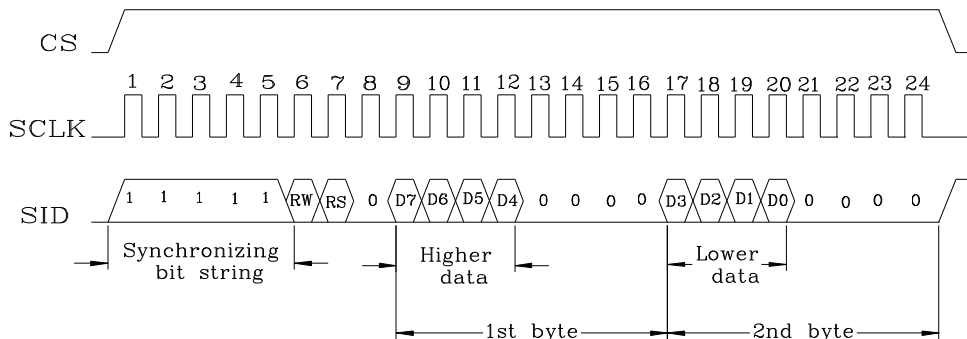 CS
1 2 3 4 5 6 7 8 9 10 11 12 13 14 15 16 17 18 19 20 21 22 23 24
SCLK
SID 1 1 1 1 1 RW RS 0 D7 D6 D5 D4 0 0 0 0 D3 D2 D1 D0 0 0 0 0
Synchronizing
bit string
Higher
data
Lower
data
1st byte
2nd byte